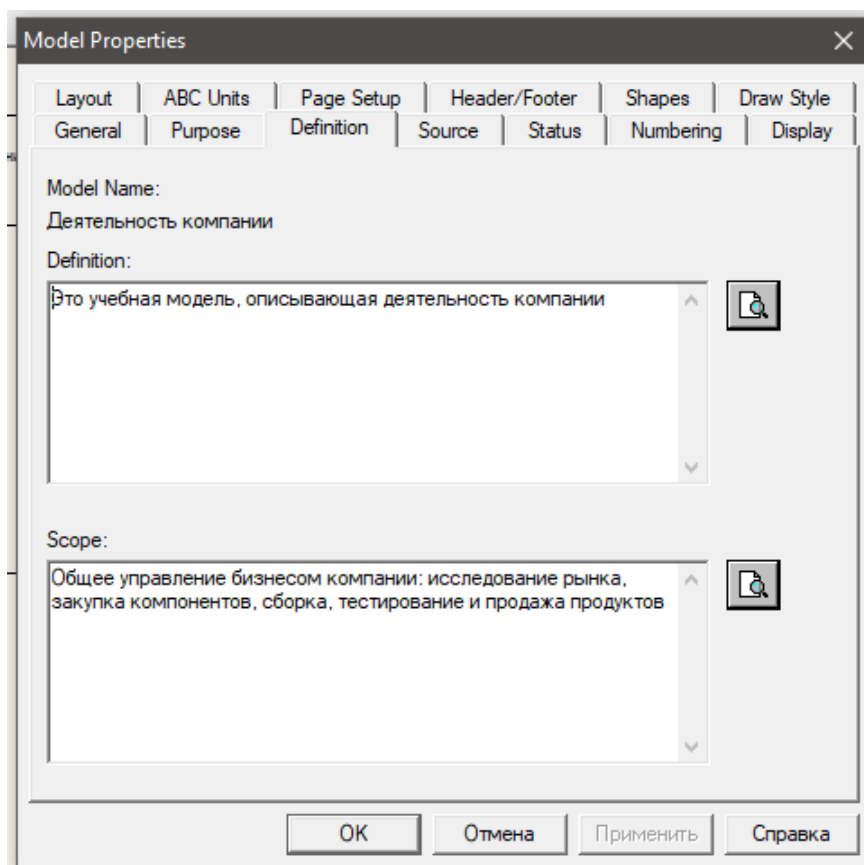 Model Properties
Layout ABC Units Page Setup Header/Footer Shapes Draw Style
General Purpose Definition Source Status Numbering Display
Model Name:
Деятельность компании
Definition:
Это учебная модель, описывающая деятельность компании
Scope:
Общее управление бизнесом компании: исследование рынка,
закупка компонентов, сборка, тестирование и продажа продуктов
OK Отмена Применить Справка